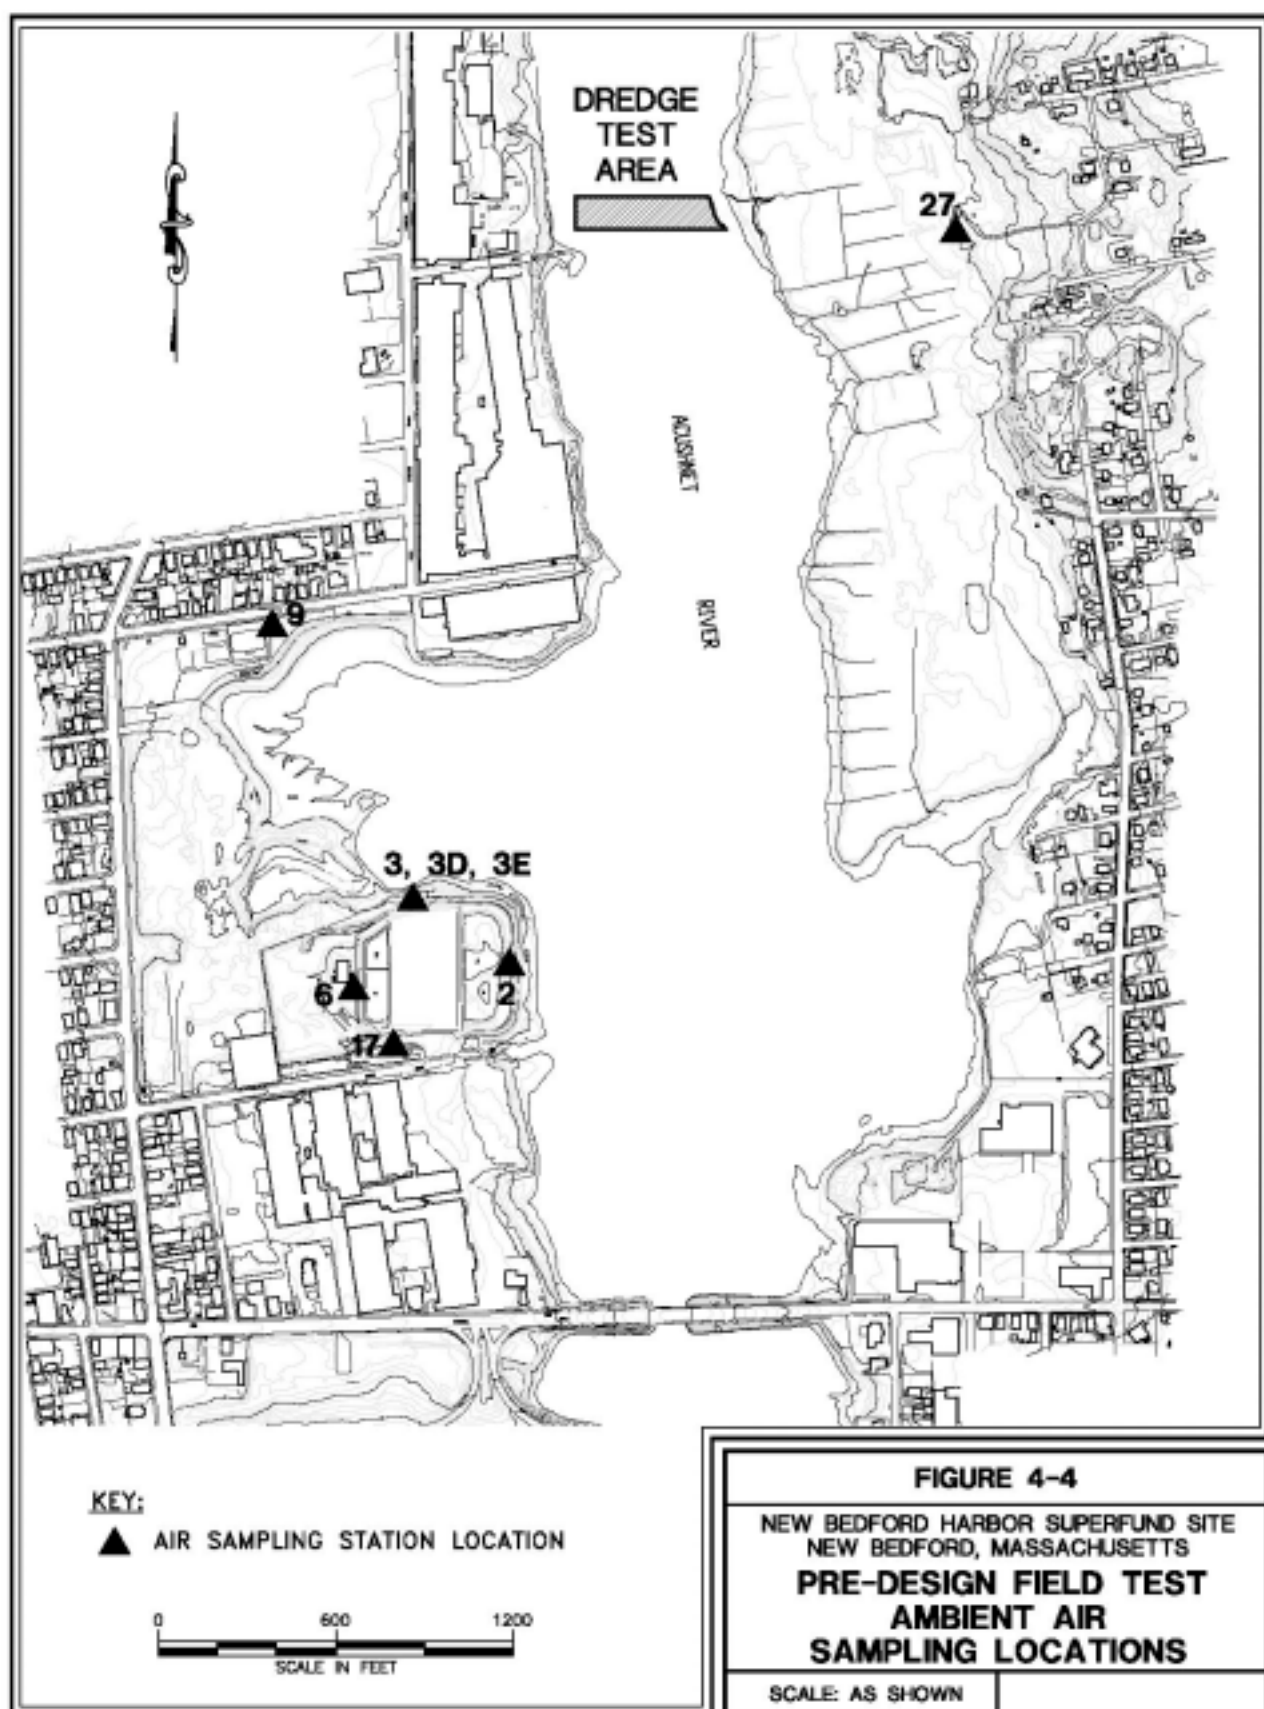 DREDGE
TEST
AREA
27
ACUSHNET
RIVER
9
3, 3D, 3E
6
2
17
KEY:
AIR SAMPLING STATION LOCATION
0 600 1200
SCALE IN FEET
FIGURE 4-4
NEW BEDFORD HARBOR SUPERFUND SITE
NEW BEDFORD, MASSACHUSETTS
PRE-DESIGN FIELD TEST
AMBIENT AIR
SAMPLING LOCATIONS
SCALE: AS SHOWN